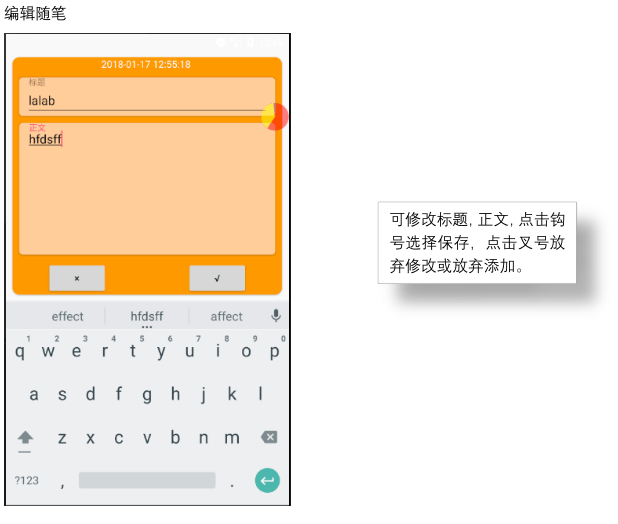 编辑随笔
2018-01-17 12:55:18
标题
lalab
正文
hfdsff
× √
可修改标题, 正文, 点击钩
号选择保存, 点击叉号放
弃修改或放弃添加。
effect hfdsff affect
1 2 3 4 5 6 7 8 9 0
q w e r t y u i o p
a s d f g h j k l
z x c v b n m
?123 , .